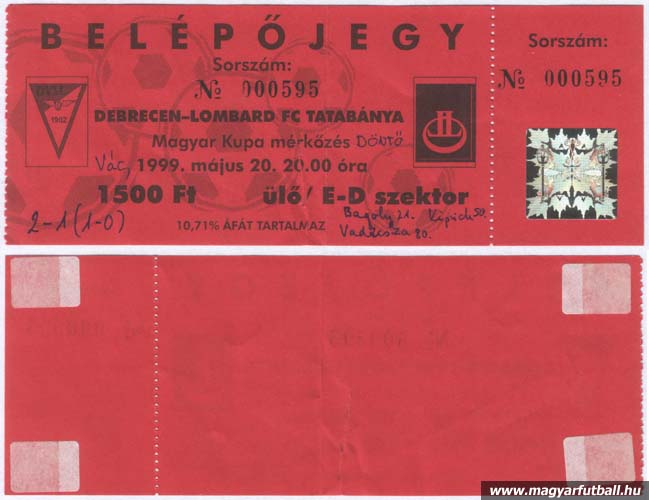 BELÉPŐJEGY
Sorszám:
№ 000595
DVSC
1902
DEBRECEN–LOMBARD FC TATABÁNYA
Magyar Kupa mérkőzés DÖNTŐ
Vác, 1999. május 20. 20.00 óra
1500 Ft ülő/ E-D szektor
2-1 (1-0)
10,71% ÁFÁT TARTALMAZ
Bagoly 21. Kiprich 50.
Vadicska 80.
Sorszám:
№ 000595
www.magyarfutball.hu